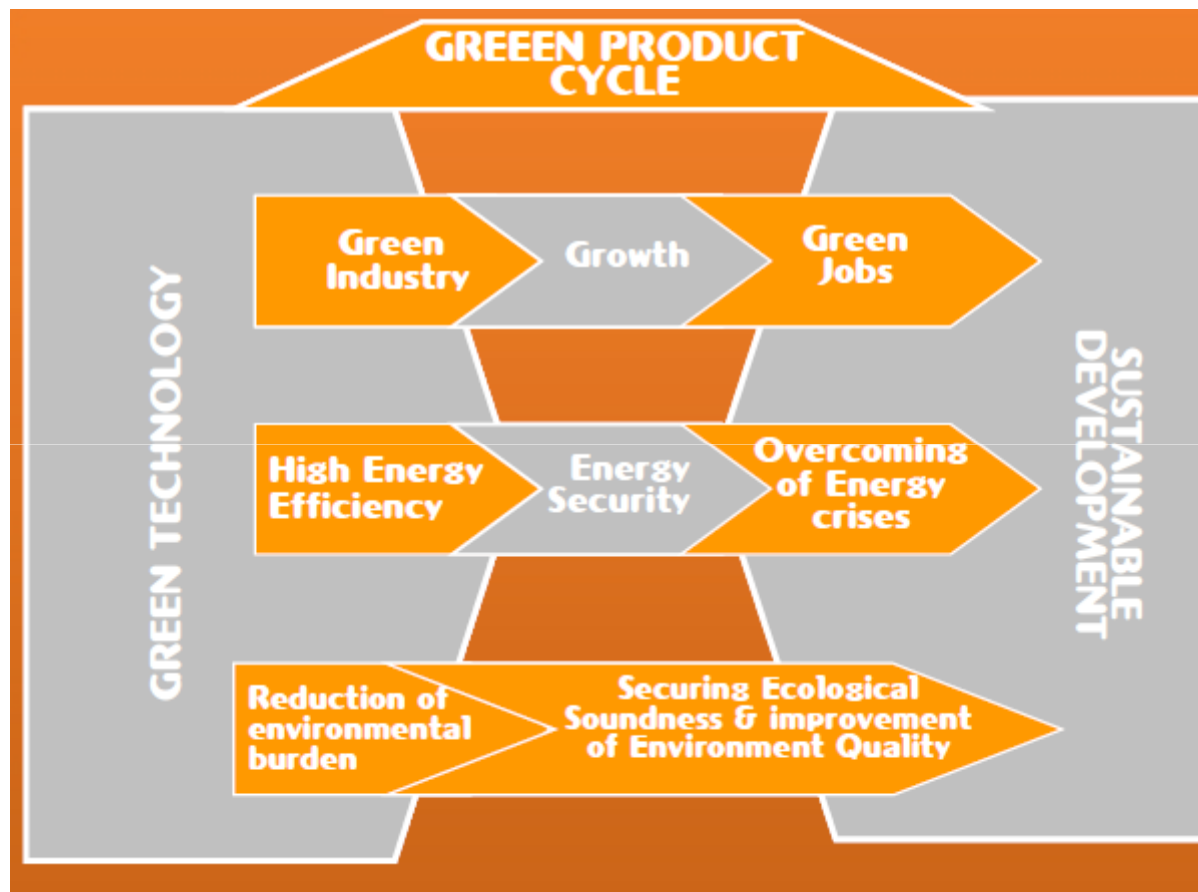 GREEEN PRODUCT
CYCLE
GREEN TECHNOLOGY
Green
Industry
Growth
Green
Jobs
High Energy
Efficiency
Energy
Security
Overcoming
of Energy
crises
Reduction of
environmental
burden
Securing Ecological
Soundness & improvement
of Environment Quality
SUSTAINABLE
DEVELOPMENT